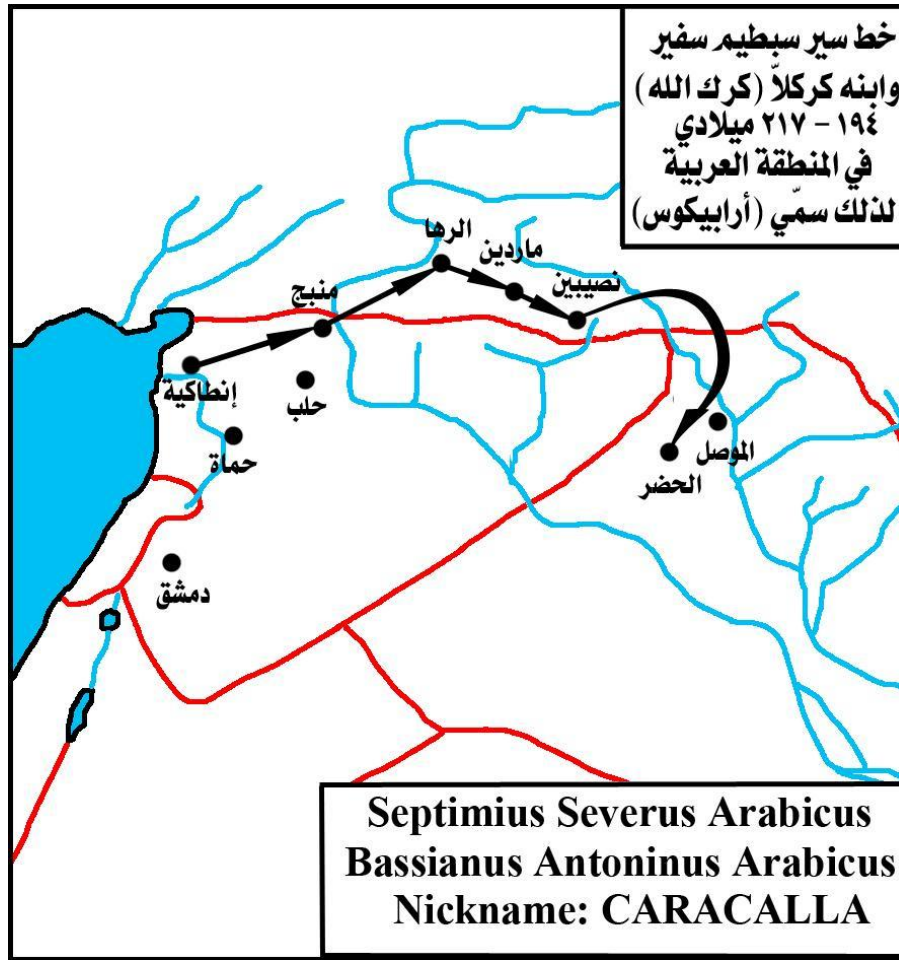 خط سير سبطيم سفير
وابنه كركلاّ (كرك الله)
١٩٤ - ٢١٧ ميلادي
في المنطقة العربية
لذلك سمّي (أرابيكوس)
الرها
ماردين
نصيبين
منبج
إنطاكية
حلب
حماة
الموصل
الحضر
دمشق
Septimius Severus Arabicus
Bassianus Antoninus Arabicus
Nickname: CARACALLA